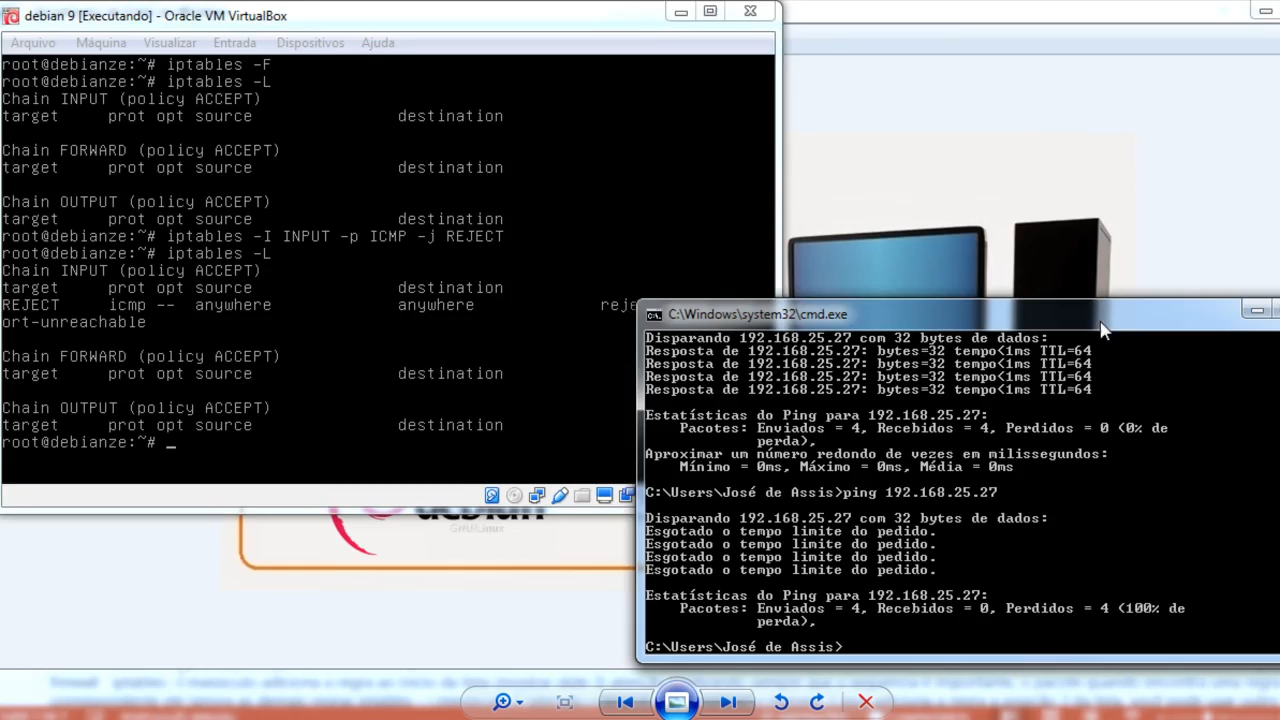 debian 9 [Executando] - Oracle VM VirtualBox
Arquivo Máquina Visualizar Entrada Dispositivos Ajuda
root@debianze:~# iptables -F
root@debianze:~# iptables -L
Chain INPUT (policy ACCEPT)
target prot opt source destination
Chain FORWARD (policy ACCEPT)
target prot opt source destination
Chain OUTPUT (policy ACCEPT)
target prot opt source destination
root@debianze:~# iptables -I INPUT -p ICMP -j REJECT
root@debianze:~# iptables -L
Chain INPUT (policy ACCEPT)
target prot opt source destination
REJECT icmp -- anywhere anywhere reje
ort-unreachable
Chain FORWARD (policy ACCEPT)
target prot opt source destination
Chain OUTPUT (policy ACCEPT)
target prot opt source destination
root@debianze:~# _
C:\Windows\system32\cmd.exe
Disparando 192.168.25.27 com 32 bytes de dados:
Resposta de 192.168.25.27: bytes=32 tempo<1ms TTL=64
Resposta de 192.168.25.27: bytes=32 tempo<1ms TTL=64
Resposta de 192.168.25.27: bytes=32 tempo<1ms TTL=64
Resposta de 192.168.25.27: bytes=32 tempo<1ms TTL=64
Estatísticas do Ping para 192.168.25.27:
Pacotes: Enviados = 4, Recebidos = 4, Perdidos = 0 (0% de
perda),
Aproximar um número redondo de vezes em milissegundos:
Mínimo = 0ms, Máximo = 0ms, Média = 0ms
C:\Users\José de Assis>ping 192.168.25.27
Disparando 192.168.25.27 com 32 bytes de dados:
Esgotado o tempo limite do pedido.
Esgotado o tempo limite do pedido.
Esgotado o tempo limite do pedido.
Esgotado o tempo limite do pedido.
Estatísticas do Ping para 192.168.25.27:
Pacotes: Enviados = 4, Recebidos = 0, Perdidos = 4 (100% de
perda),
C:\Users\José de Assis>
debian
GNU/Linux